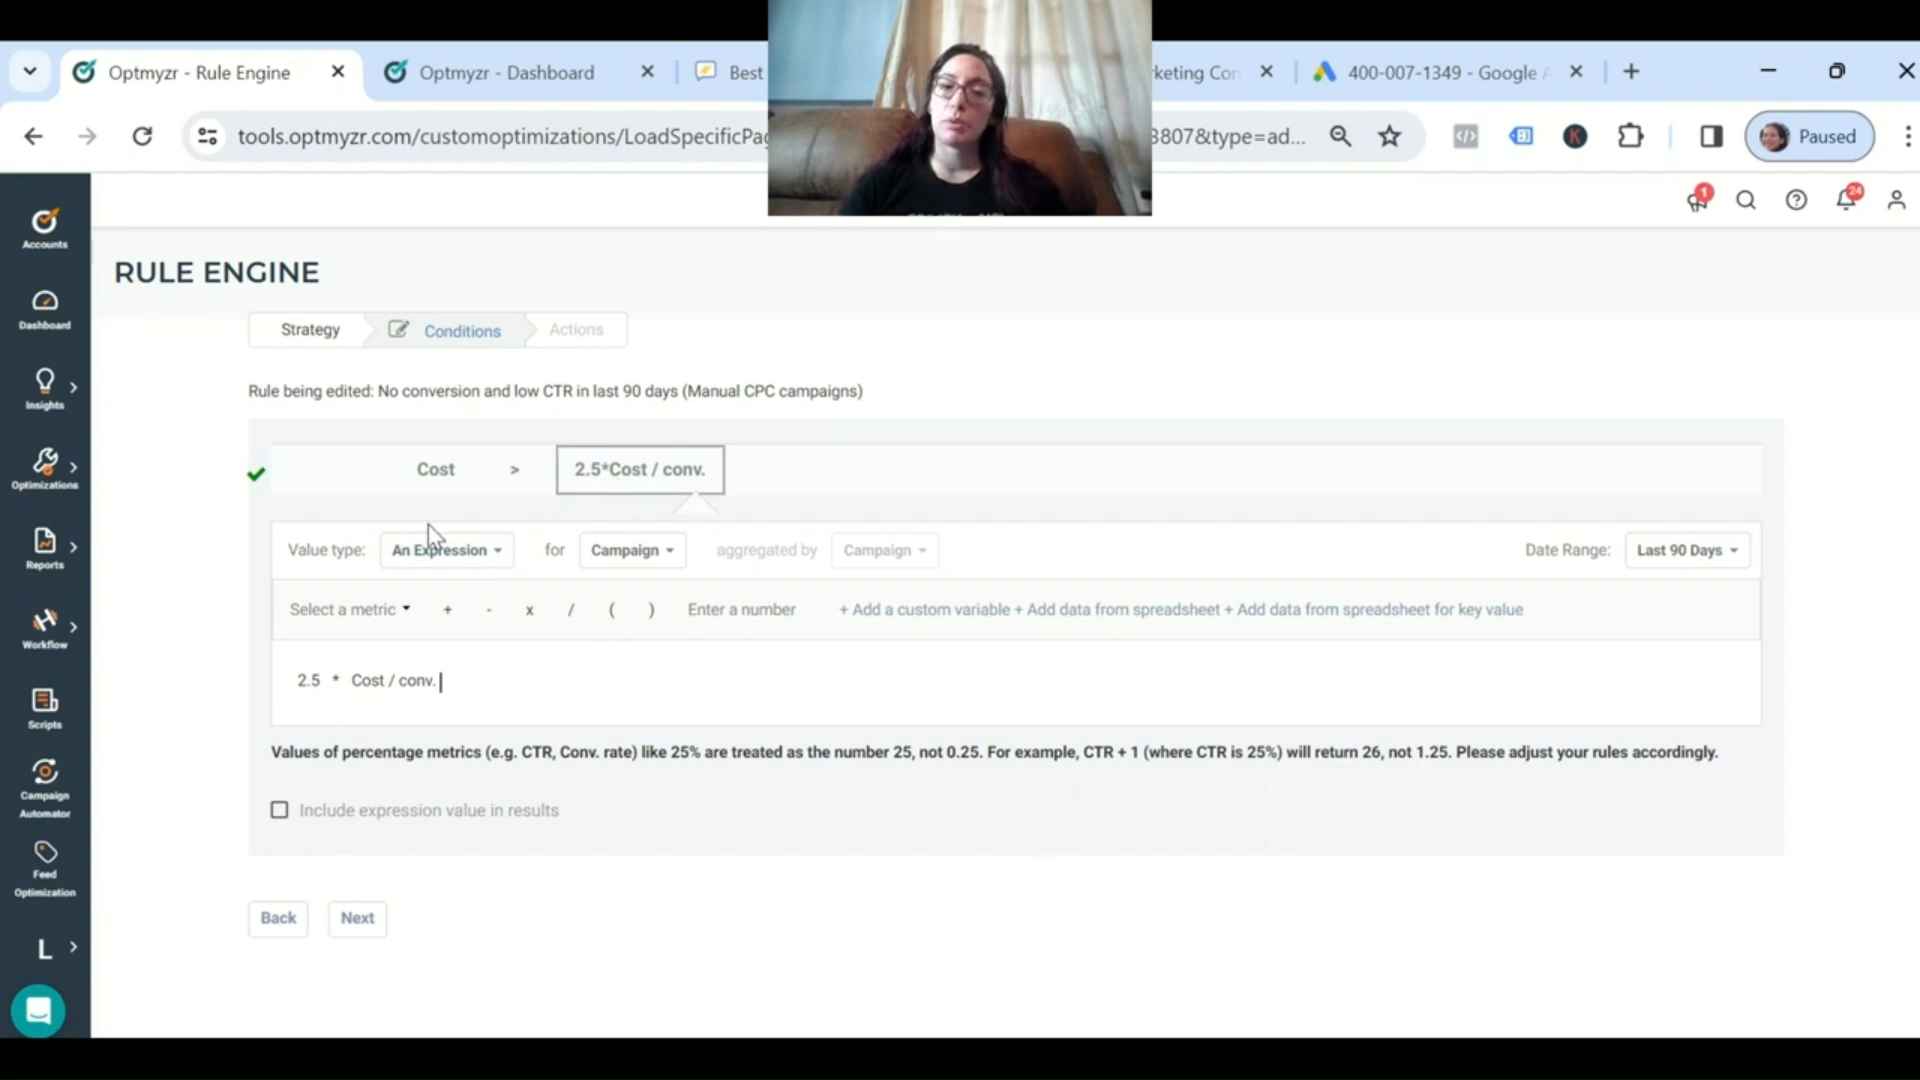 Optmyzr - Rule Engine
Optmyzr - Dashboard
Best
keting Con
400-007-1349 - Google
tools.optmyzr.com/customoptimizations/LoadSpecificPag
3807&type=ad...
K
Paused
1
24
Accounts
Dashboard
Insights
Optimizations
Reports
Workflow
Scripts
Campaign
Automator
Feed
Optimization
L
RULE ENGINE
Strategy
Conditions
Actions
Rule being edited: No conversion and low CTR in last 90 days (Manual CPC campaigns)
Cost > 2.5*Cost / conv.
Value type: An Expression for Campaign aggregated by Campaign Date Range: Last 90 Days
Select a metric + - x / ( ) Enter a number + Add a custom variable + Add data from spreadsheet + Add data from spreadsheet for key value
2.5 * Cost / conv.
Values of percentage metrics (e.g. CTR, Conv. rate) like 25% are treated as the number 25, not 0.25. For example, CTR + 1 (where CTR is 25%) will return 26, not 1.25. Please adjust your rules accordingly.
Include expression value in results
Back
Next